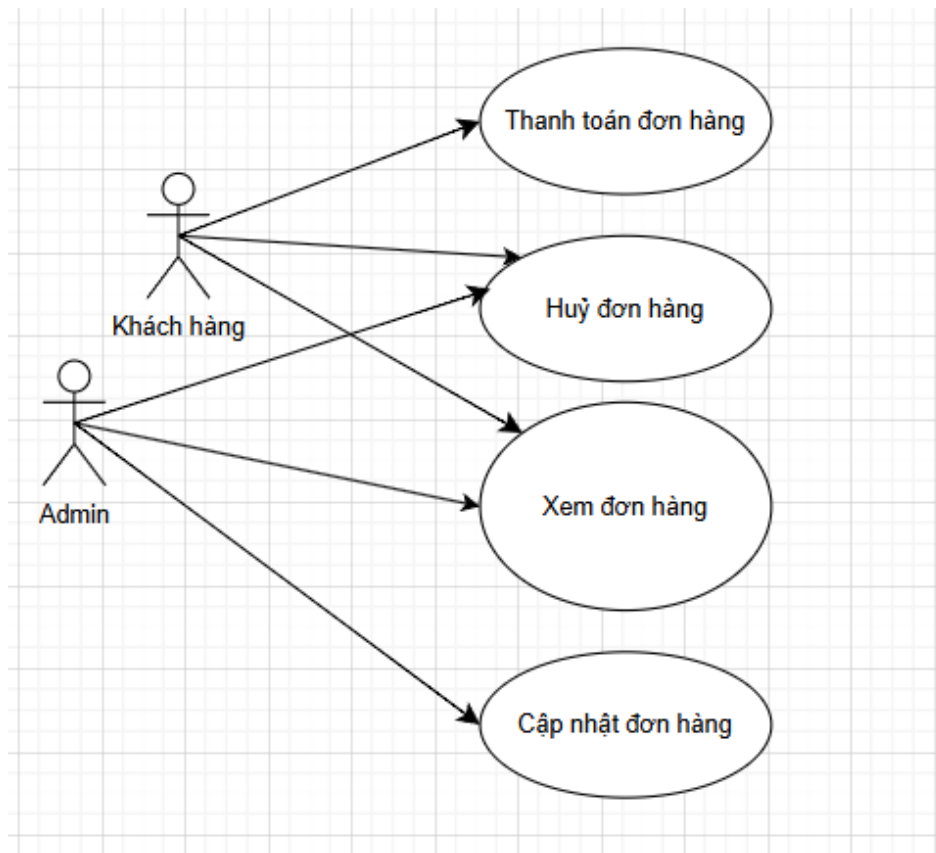 Thanh toán đơn hàng
Huỷ đơn hàng
Khách hàng
Xem đơn hàng
Admin
Cập nhật đơn hàng